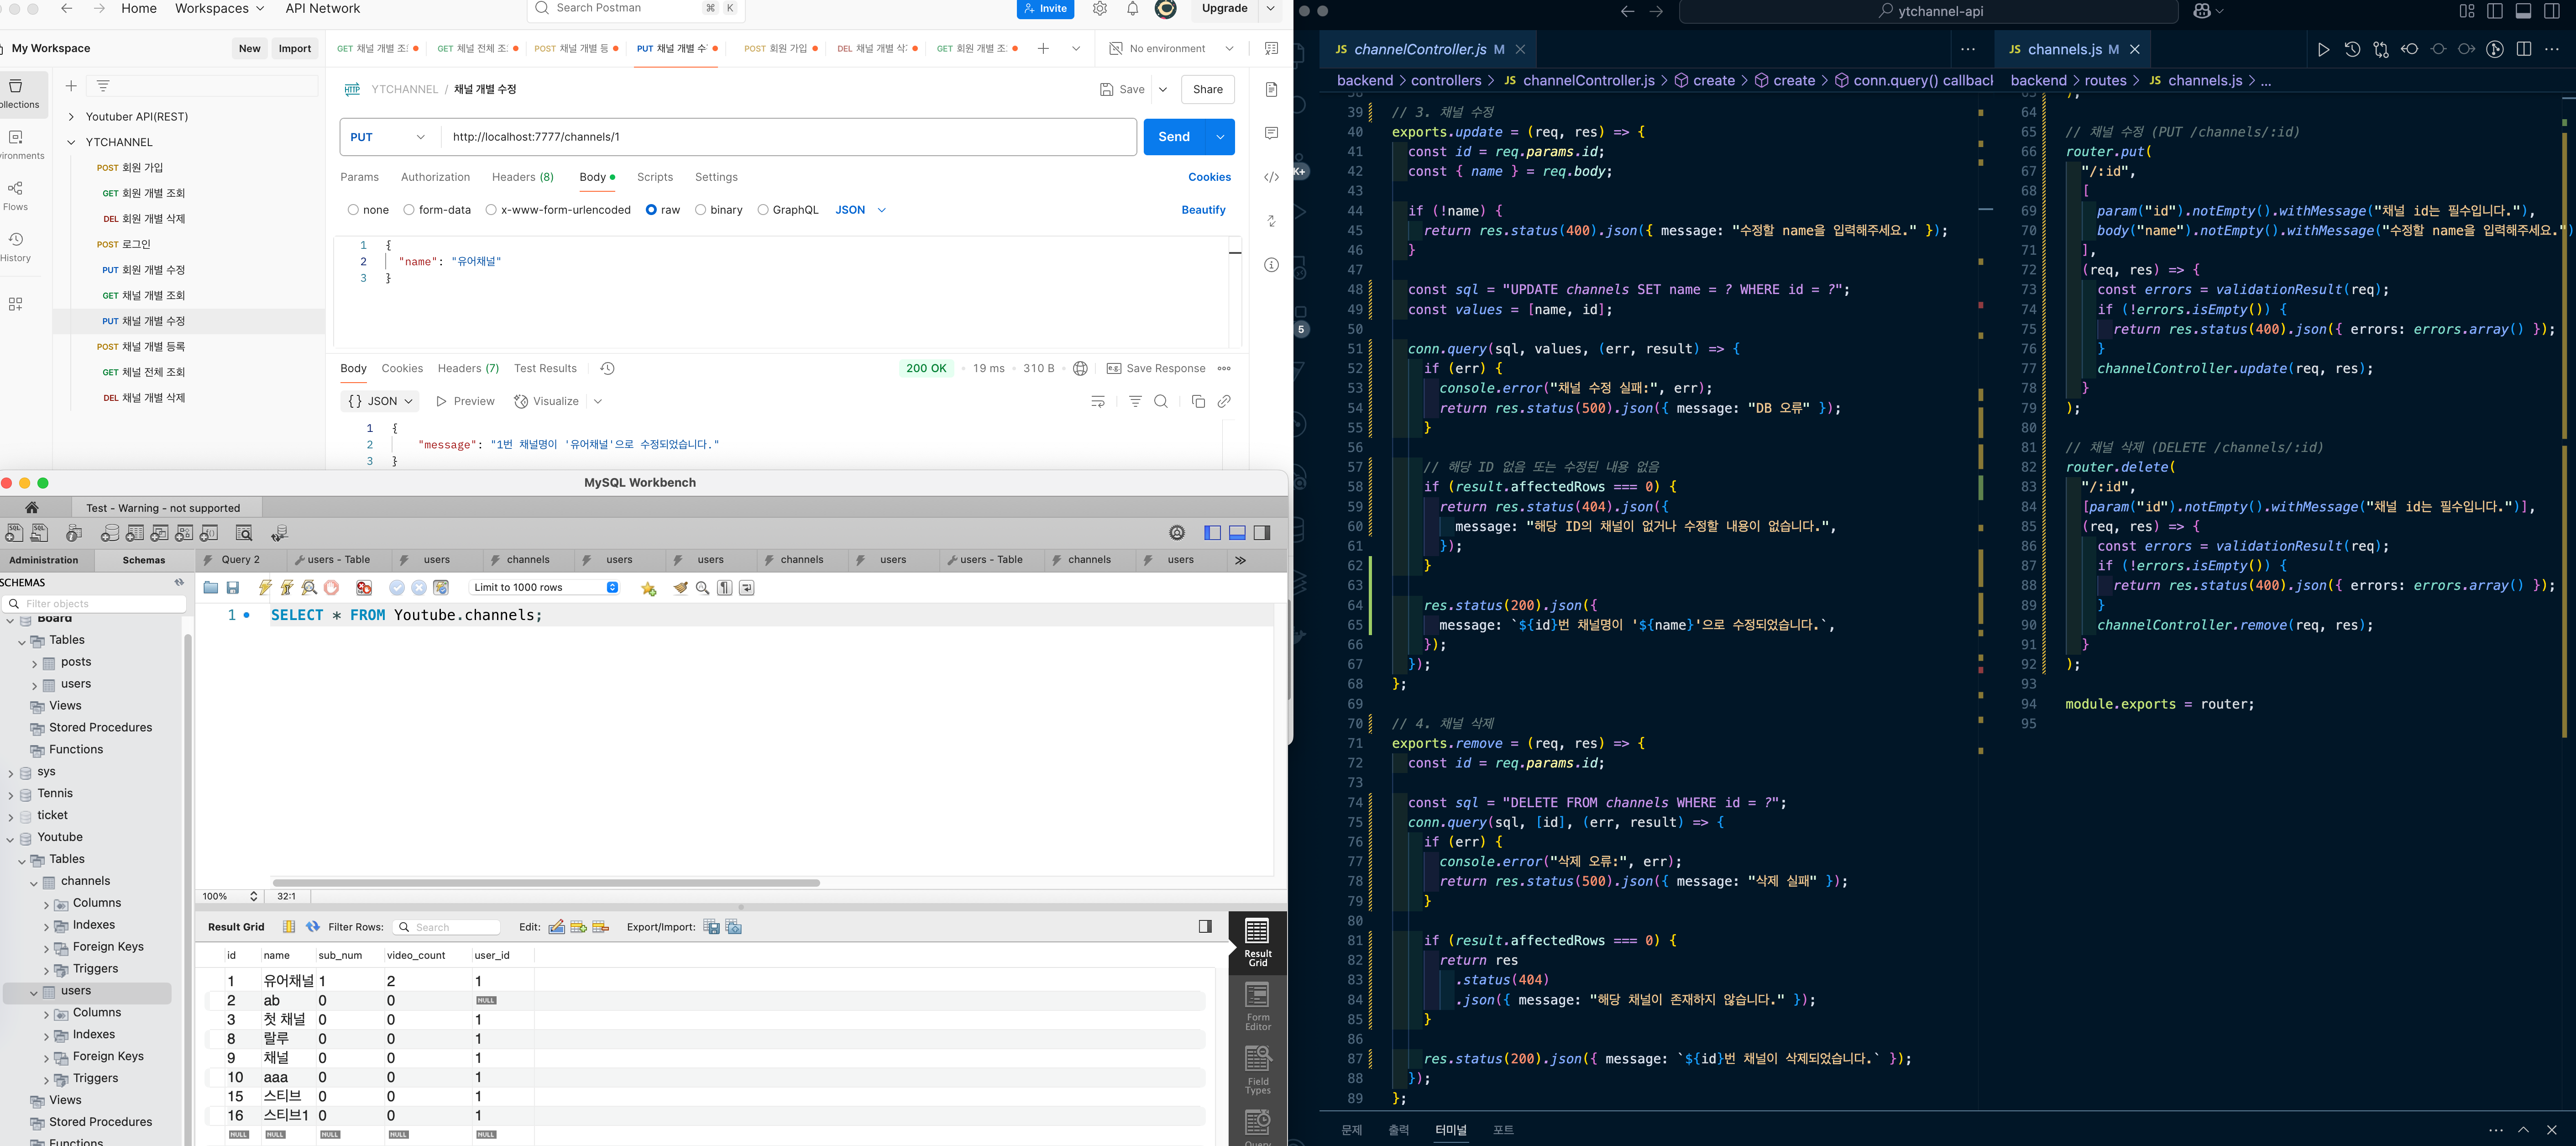 Home Workspaces API Network
Search Postman ⌘ K
Invite
Upgrade
My Workspace
New Import
GET 채널 개별 조
GET 체널 전체 조
POST 채널 개별 등
PUT 채널 개별 수
POST 회원 가입
DEL 채널 개별 삭
GET 회원 개별 조
No environment
ollections
ironments
Flows
History
Youtuber API(REST)
YTCHANNEL
POST 회원 가입
GET 회원 개별 조회
DEL 회원 개별 삭제
POST 로그인
PUT 회원 개별 수정
GET 채널 개별 조회
PUT 채널 개별 수정
POST 채널 개별 등록
GET 체널 전체 조회
DEL 채널 개별 삭제
HTTP YTCHANNEL / 채널 개별 수정
Save Share
PUT http://localhost:7777/channels/1
Send
Params Authorization Headers (8) Body Scripts Settings Cookies
none form-data x-www-form-urlencoded raw binary GraphQL JSON Beautify
1 {
2 "name": "유어채널"
3 }
Body Cookies Headers (7) Test Results
200 OK • 19 ms • 310 B Save Response
{} JSON Preview Visualize
1 {
2 "message": "1번 채널명이 '유어채널'으로 수정되었습니다."
3 }
MySQL Workbench
Test - Warning - not supported
Administration Schemas
Query 2 users - Table users channels users users channels users users - Table channels users
SCHEMAS
Filter objects
Limit to 1000 rows
1 SELECT * FROM Youtube.channels;
Board
Tables
posts
users
Views
Stored Procedures
Functions
sys
Tennis
ticket
Youtube
Tables
channels
Columns
Indexes
Foreign Keys
Triggers
users
Columns
Indexes
Foreign Keys
Triggers
Views
Stored Procedures
Functions
100% 32:1
Result Grid Filter Rows: Search Edit: Export/Import:
id name sub_num video_count user_id
1 유어채널 1 2 1
2 ab 0 0 NULL
3 첫 채널 0 0 1
8 랄루 0 0 1
9 채널 0 0 1
10 aaa 0 0 1
15 스티브 0 0 1
16 스티브1 0 0 1
NULL NULL NULL NULL NULL
Result Grid
Form Editor
Field Types
Query
ytchannel-api
K+
5
JS channelController.js M
backend > controllers > JS channelController.js > create > create > conn.query() callback
38
39 // 3. 채널 수정
40 exports.update = (req, res) => {
41 const id = req.params.id;
42 const { name } = req.body;
43
44 if (!name) {
45 return res.status(400).json({ message: "수정할 name을 입력해주세요." });
46 }
47
48 const sql = "UPDATE channels SET name = ? WHERE id = ?";
49 const values = [name, id];
50
51 conn.query(sql, values, (err, result) => {
52 if (err) {
53 console.error("채널 수정 실패:", err);
54 return res.status(500).json({ message: "DB 오류" });
55 }
56
57 // 해당 ID 없음 또는 수정된 내용 없음
58 if (result.affectedRows === 0) {
59 return res.status(404).json({
60 message: "해당 ID의 채널이 없거나 수정할 내용이 없습니다.",
61 });
62 }
63
64 res.status(200).json({
65 message: `${id}번 채널명이 '${name}'으로 수정되었습니다.`,
66 });
67 });
68 };
69
70 // 4. 채널 삭제
71 exports.remove = (req, res) => {
72 const id = req.params.id;
73
74 const sql = "DELETE FROM channels WHERE id = ?";
75 conn.query(sql, [id], (err, result) => {
76 if (err) {
77 console.error("삭제 오류:", err);
78 return res.status(500).json({ message: "삭제 실패" });
79 }
80
81 if (result.affectedRows === 0) {
82 return res
83 .status(404)
84 .json({ message: "해당 채널이 존재하지 않습니다." });
85 }
86
87 res.status(200).json({ message: `${id}번 채널이 삭제되었습니다.` });
88 });
89 };
JS channels.js M
backend > routes > JS channels.js > ...
63 );
64
65 // 채널 수정 (PUT /channels/:id)
66 router.put(
67 "/:id",
68 [
69 param("id").notEmpty().withMessage("채널 id는 필수입니다."),
70 body("name").notEmpty().withMessage("수정할 name을 입력해주세요.")
71 ],
72 (req, res) => {
73 const errors = validationResult(req);
74 if (!errors.isEmpty()) {
75 return res.status(400).json({ errors: errors.array() });
76 }
77 channelController.update(req, res);
78 }
79 );
80
81 // 채널 삭제 (DELETE /channels/:id)
82 router.delete(
83 "/:id",
84 [param("id").notEmpty().withMessage("채널 id는 필수입니다.")],
85 (req, res) => {
86 const errors = validationResult(req);
87 if (!errors.isEmpty()) {
88 return res.status(400).json({ errors: errors.array() });
89 }
90 channelController.remove(req, res);
91 }
92 );
93
94 module.exports = router;
95
문제 출력 터미널 포트